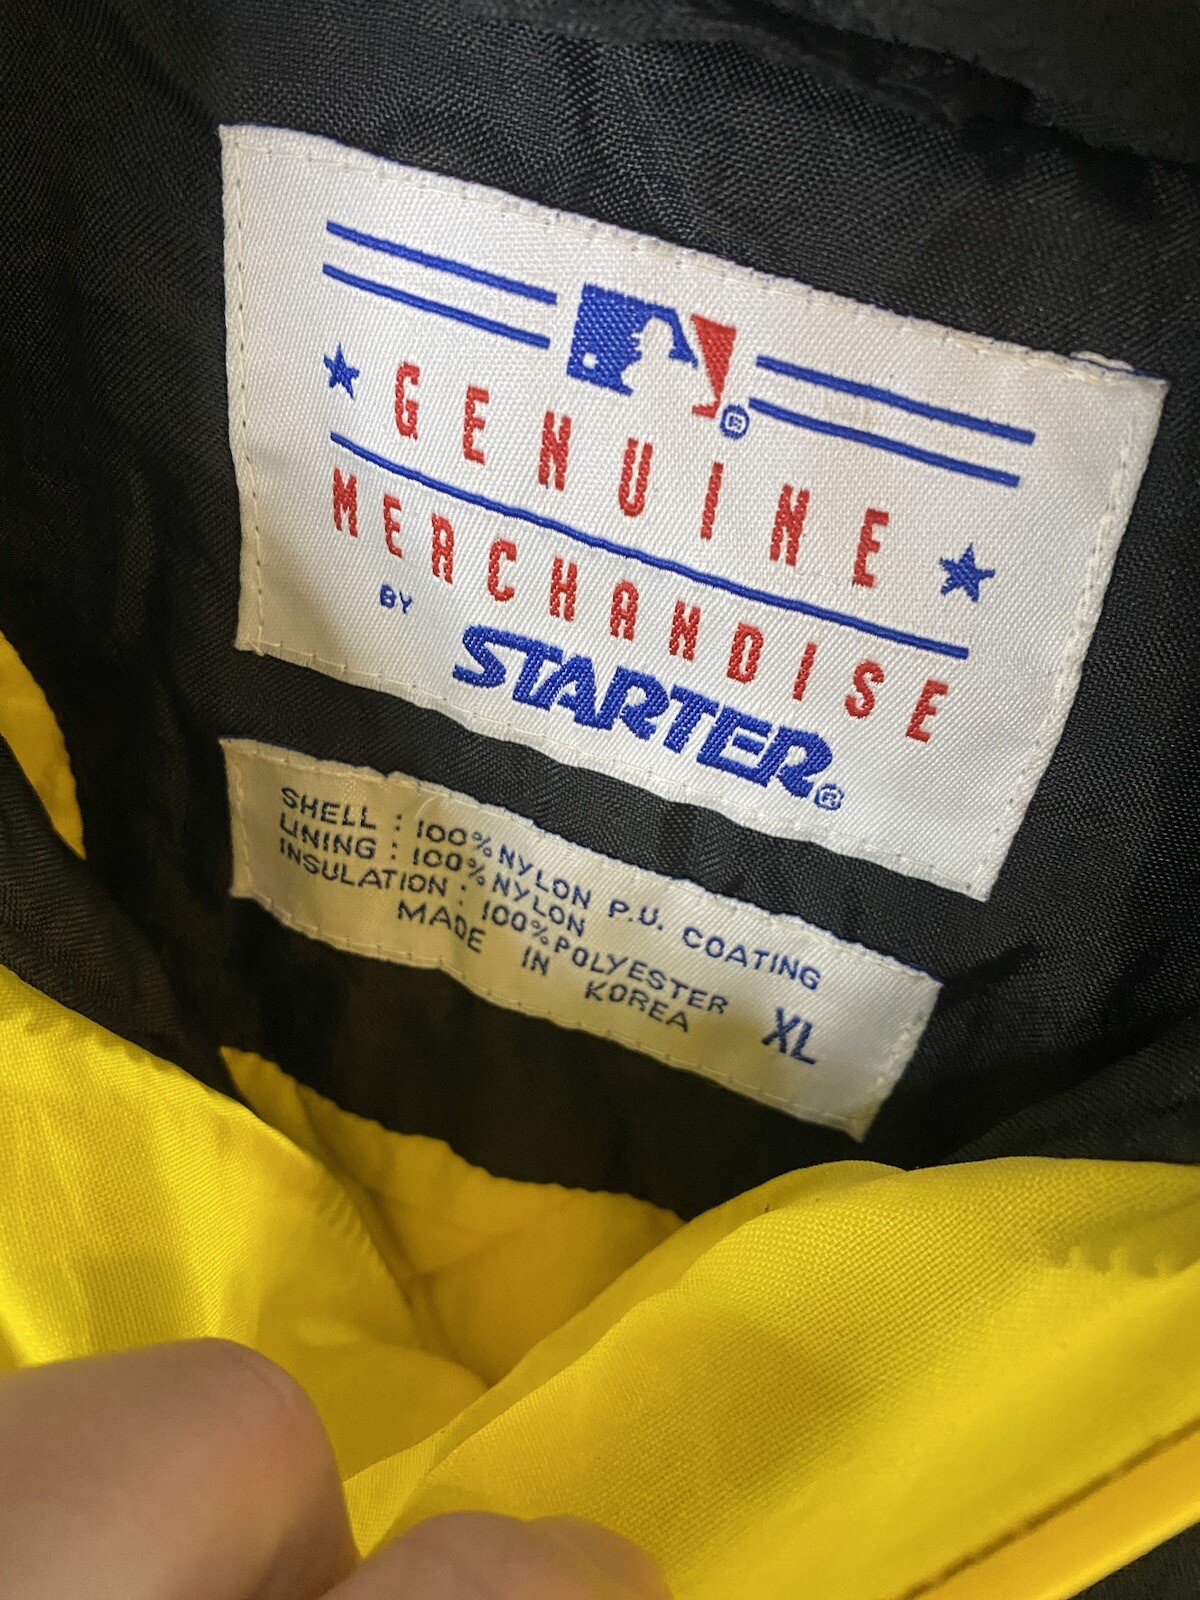 GENUINE
MERCHANDISE
BY
STARTER®
SHELL : 100% NYLON P.U. COATING
LINING : 100% NYLON
INSULATION : 100% POLYESTER
MADE IN KOREA XL